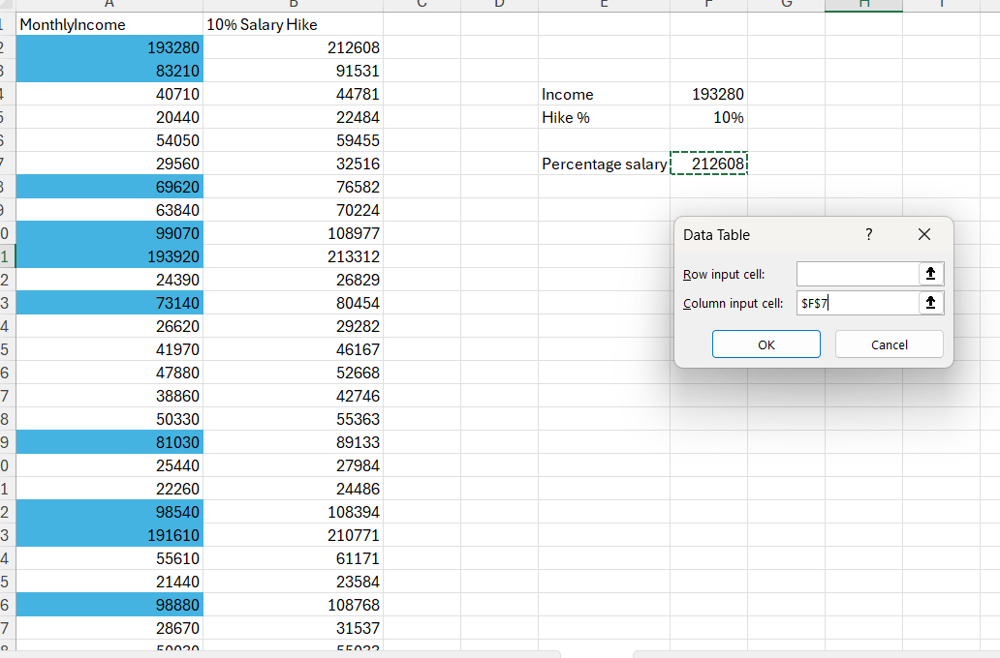 A B C D E F G H I
MonthlyIncome 10% Salary Hike
193280 212608
83210 91531
40710 44781 Income 193280
20440 22484 Hike % 10%
54050 59455
29560 32516 Percentage salary 212608
69620 76582
63840 70224
99070 108977
193920 213312
24390 26829
73140 80454
26620 29282
41970 46167
47880 52668
38860 42746
50330 55363
81030 89133
25440 27984
22260 24486
98540 108394
191610 210771
55610 61171
21440 23584
98880 108768
28670 31537
Data Table ?
Row input cell:
Column input cell: $F$7
OK Cancel